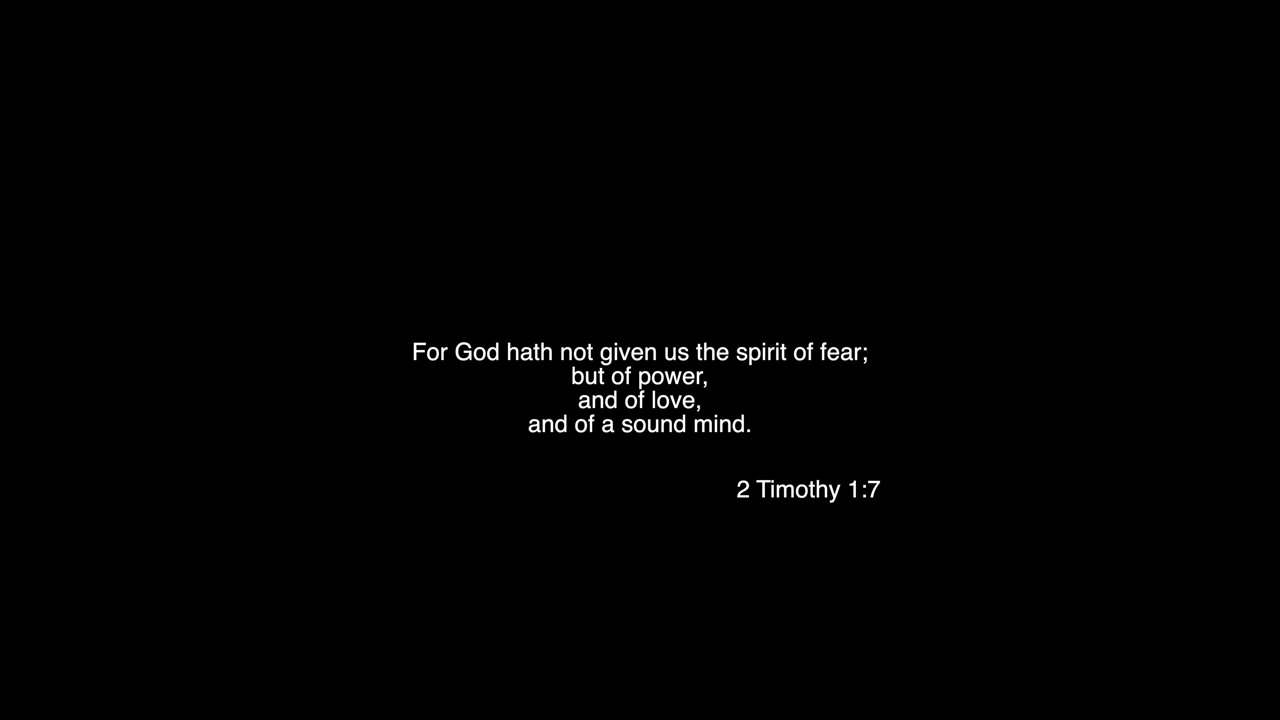 For God hath not given us the spirit of fear;
but of power,
and of love,
and of a sound mind.
2 Timothy 1:7